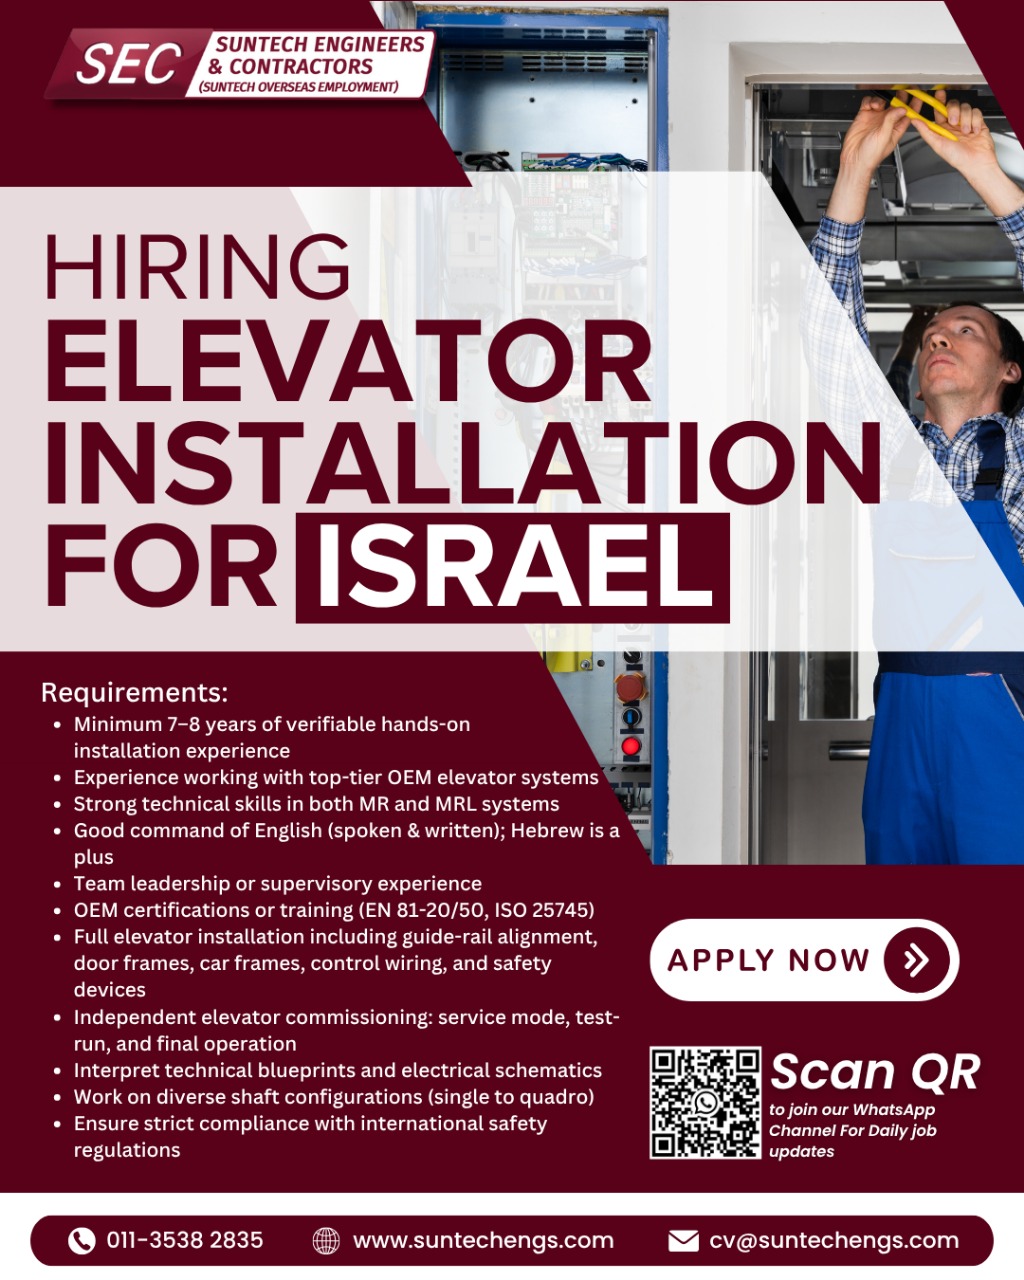 SEC
SUNTECH ENGINEERS
& CONTRACTORS
(SUNTECH OVERSEAS EMPLOYMENT)
HIRING
ELEVATOR
INSTALLATION
FOR ISRAEL
Requirements:
• Minimum 7–8 years of verifiable hands-on
installation experience
• Experience working with top-tier OEM elevator systems
• Strong technical skills in both MR and MRL systems
• Good command of English (spoken & written); Hebrew is a
plus
• Team leadership or supervisory experience
• OEM certifications or training (EN 81-20/50, ISO 25745)
• Full elevator installation including guide-rail alignment,
door frames, car frames, control wiring, and safety
devices
• Independent elevator commissioning: service mode, test-
run, and final operation
• Interpret technical blueprints and electrical schematics
• Work on diverse shaft configurations (single to quadro)
• Ensure strict compliance with international safety
regulations
APPLY NOW
Scan QR
to join our WhatsApp
Channel For Daily job
updates
011-3538 2835
www.suntechengs.com
cv@suntechengs.com